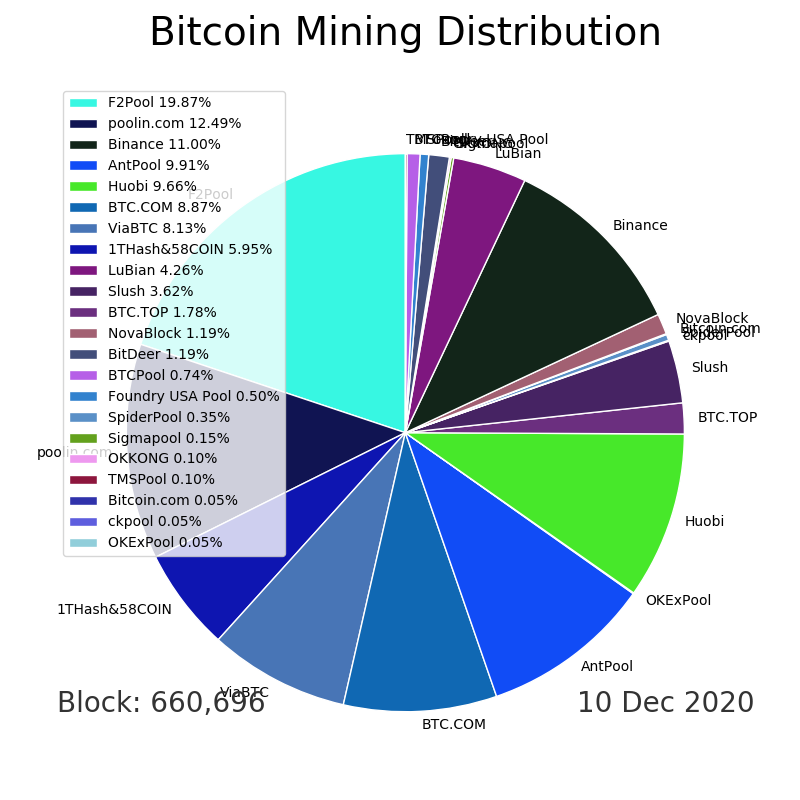 Bitcoin Mining Distribution
F2Pool 19.87%
poolin.com 12.49%
Binance 11.00%
AntPool 9.91%
Huobi 9.66%
BTC.COM 8.87%
ViaBTC 8.13%
1THash&58COIN 5.95%
LuBian 4.26%
Slush 3.62%
BTC.TOP 1.78%
NovaBlock 1.19%
BitDeer 1.19%
BTCPool 0.74%
Foundry USA Pool 0.50%
SpiderPool 0.35%
Sigmapool 0.15%
OKKONG 0.10%
TMSPool 0.10%
Bitcoin.com 0.05%
ckpool 0.05%
OKExPool 0.05%
F2Pool
poolin.com
1THash&58COIN
ViaBTC
BTC.COM
AntPool
OKExPool
Huobi
BTC.TOP
Slush
ckpool
SpiderPool
Bitcoin.com
NovaBlock
Binance
LuBian
USA Pool
Block: 660,696
10 Dec 2020